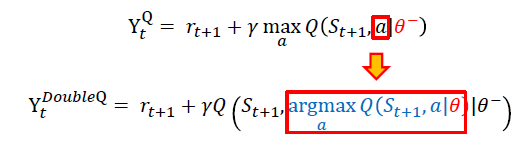 Y_t^Q = r_{t+1} + γ max_a Q(S_{t+1}, a|θ⁻)
Y_t^{DoubleQ} = r_{t+1} + γQ (S_{t+1}, argmax_a Q(S_{t+1}, a|θ) |θ⁻)